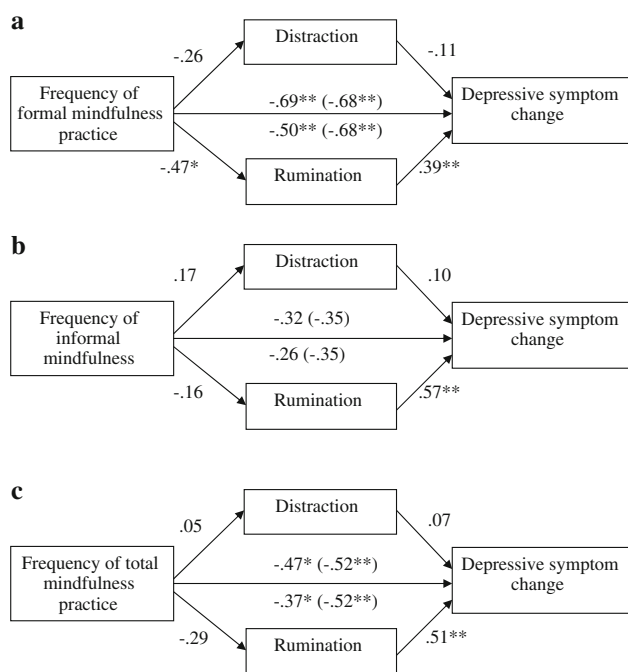 a
Distraction
-.26
-.11
Frequency of
formal mindfulness
practice
-.69** (-.68**)
-.50** (-.68**)
Depressive symptom
change
-.47*
Rumination
.39**
b
Distraction
.17
.10
Frequency of
informal
mindfulness
-.32 (-.35)
-.26 (-.35)
Depressive symptom
change
-.16
Rumination
.57**
c
Distraction
.05
.07
Frequency of total
mindfulness
practice
-.47* (-.52**)
-.37* (-.52**)
Depressive symptom
change
-.29
Rumination
.51**